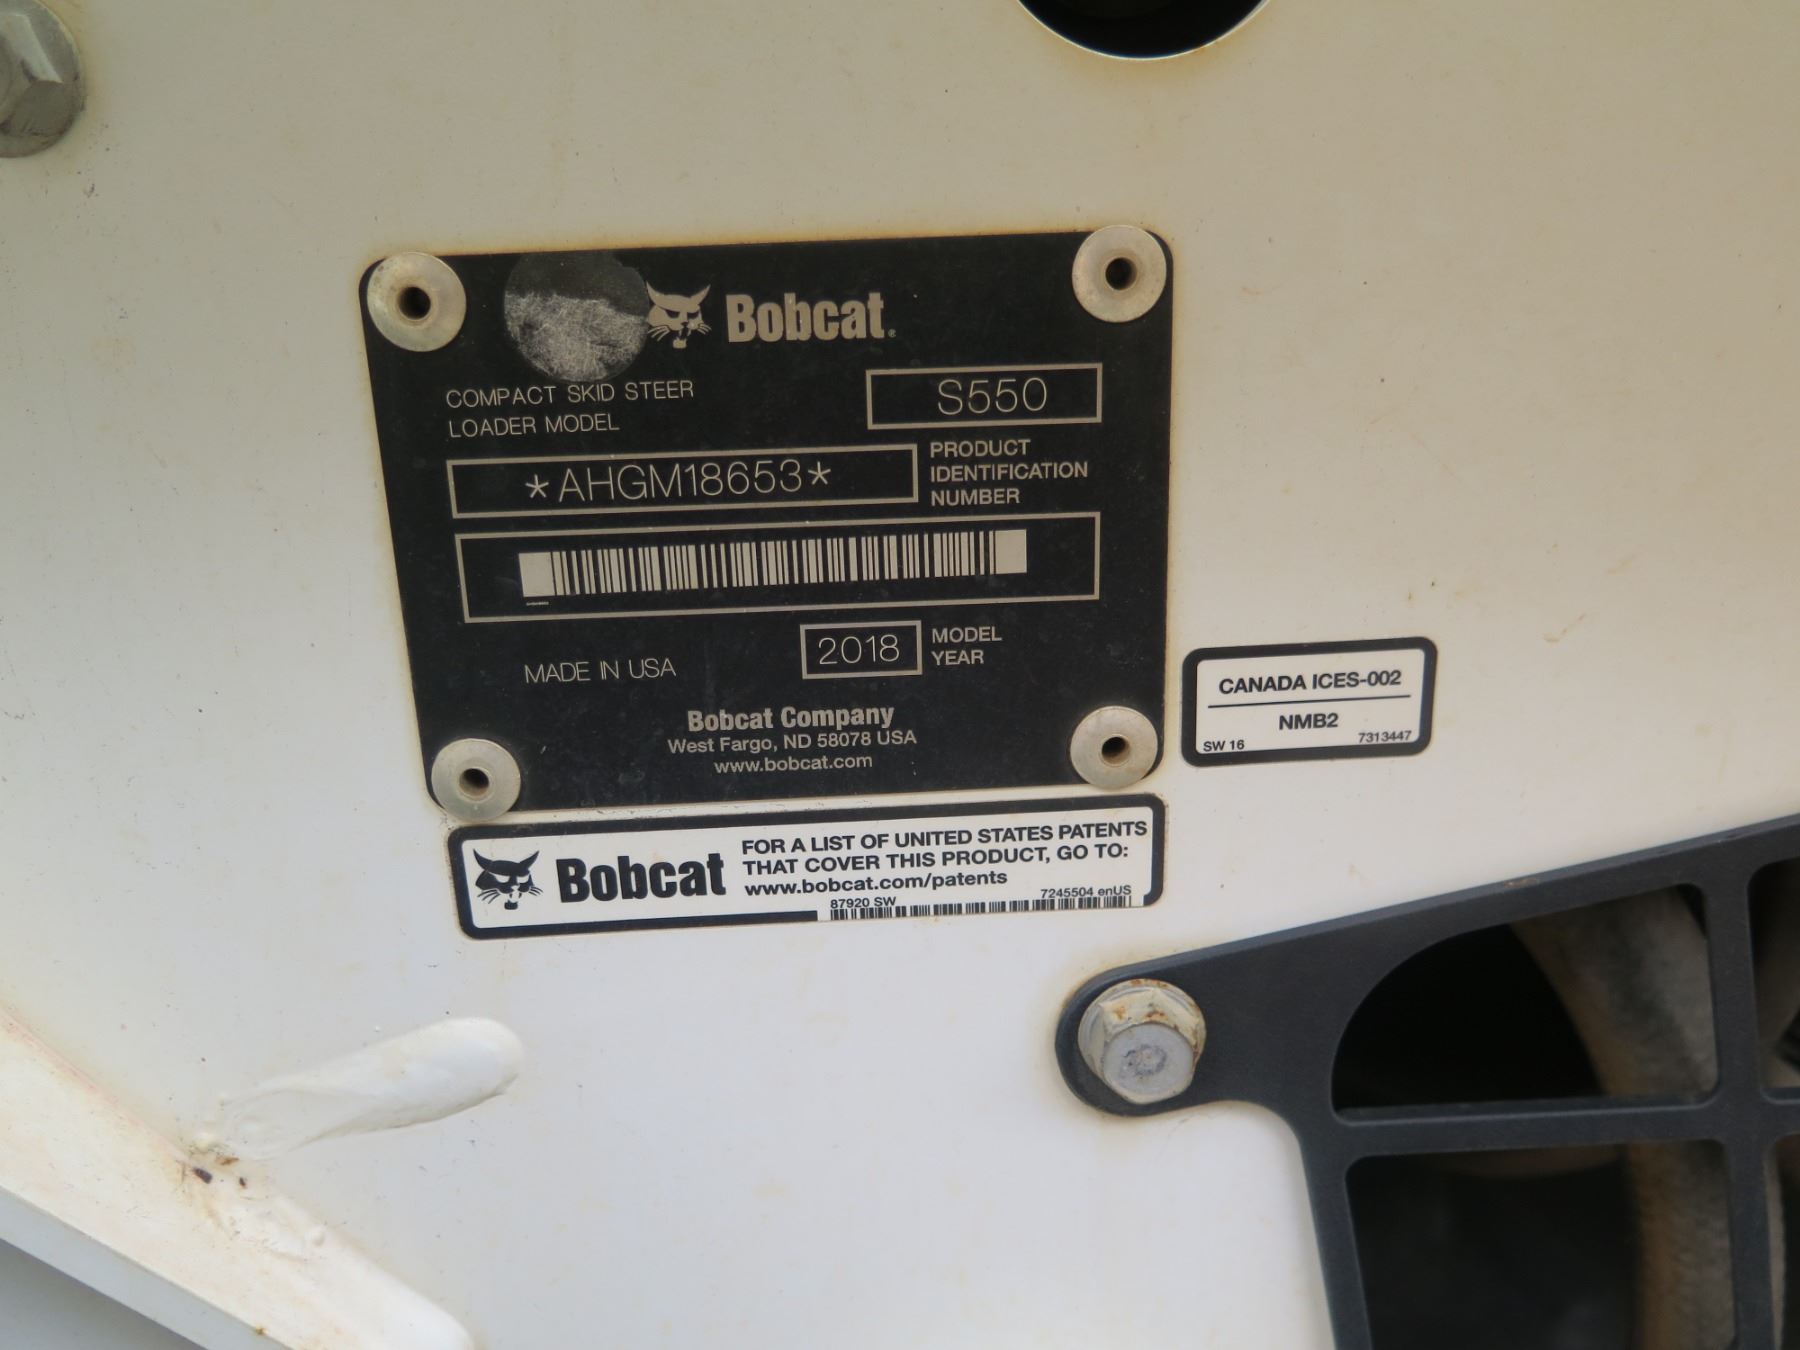 Bobcat®
COMPACT SKID STEER
LOADER MODEL
S550
*AHGM18653*
PRODUCT
IDENTIFICATION
NUMBER
MADE IN USA
2018
MODEL
YEAR
Bobcat Company
West Fargo, ND 58078 USA
www.bobcat.com
CANADA ICES-002
NMB2
SW 16
7313447
Bobcat
FOR A LIST OF UNITED STATES PATENTS
THAT COVER THIS PRODUCT, GO TO:
www.bobcat.com/patents
87920 SW
7245504 enUS